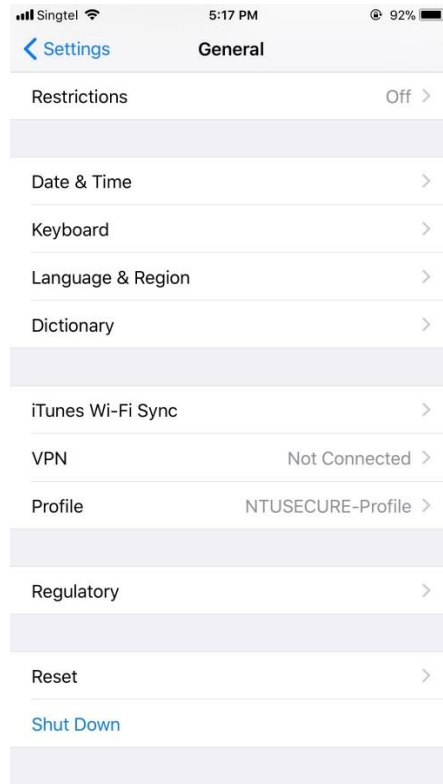 Singtel 5:17 PM 92%
Settings General
Restrictions Off
Date & Time
Keyboard
Language & Region
Dictionary
iTunes Wi-Fi Sync
VPN Not Connected
Profile NTUSECURE-Profile
Regulatory
Reset
Shut Down